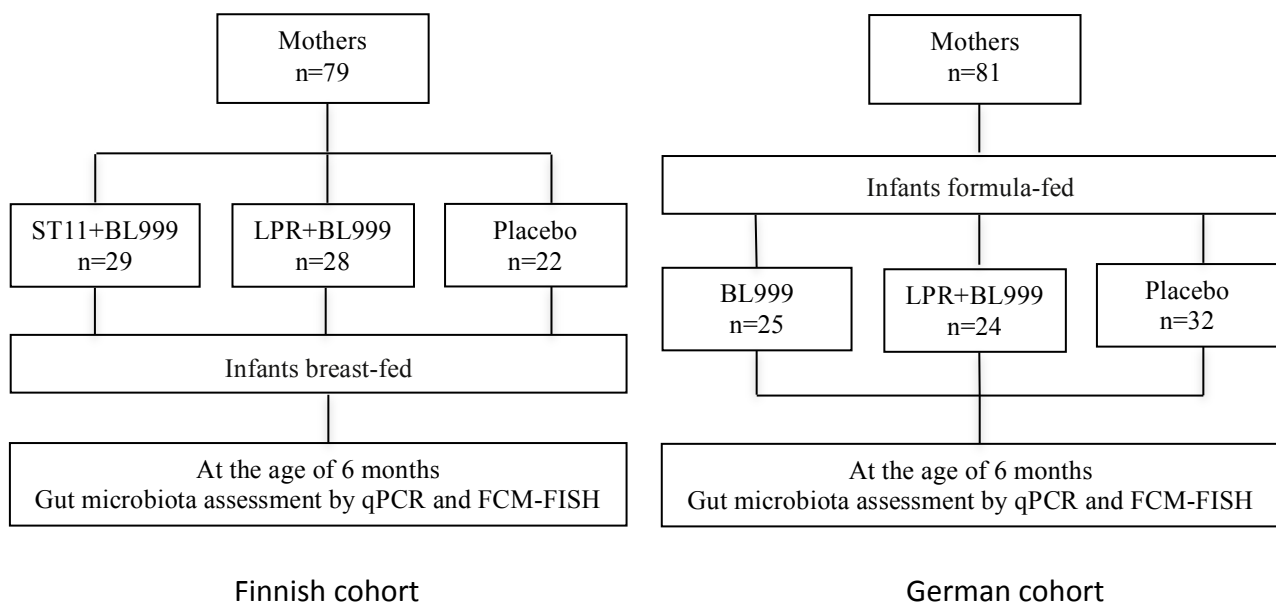 Mothers
n=79
ST11+BL999
n=29
LPR+BL999
n=28
Placebo
n=22
Infants breast-fed
At the age of 6 months
Gut microbiota assessment by qPCR and FCM-FISH
Finnish cohort
Mothers
n=81
Infants formula-fed
BL999
n=25
LPR+BL999
n=24
Placebo
n=32
At the age of 6 months
Gut microbiota assessment by qPCR and FCM-FISH
German cohort